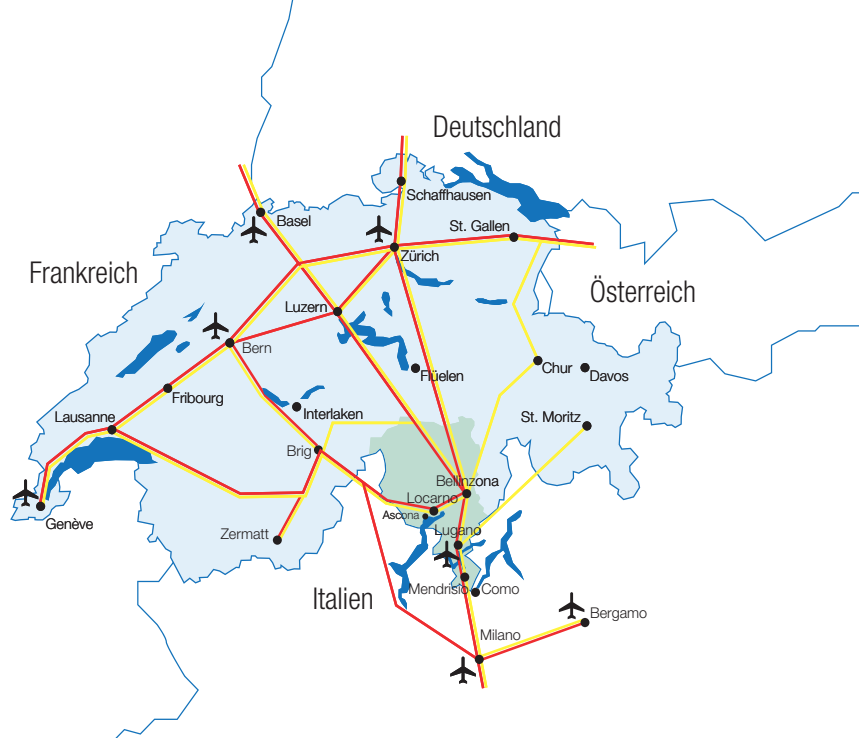 Deutschland
Schaffhausen
Basel
St. Gallen
Zürich
Frankreich
Österreich
Luzern
Bern
Chur
Flüelen
Davos
Fribourg
Interlaken
Lausanne
St. Moritz
Brig
Bellinzona
Locarno
Ascona
Genève
Zermatt
Lugano
Mendrisio
Como
Italien
Bergamo
Milano